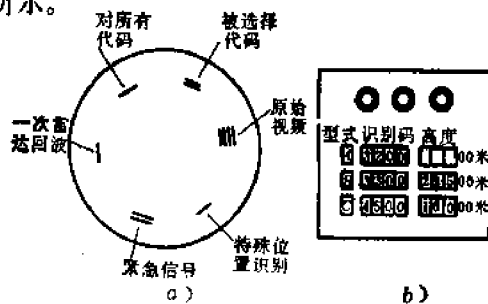 所示。
对所有
代码
被选择
代码
一次雷
达回波
原始
视频
紧急信号
特殊位
置识别
a)
型式 识别码 高度
00米
00米
00米
b)